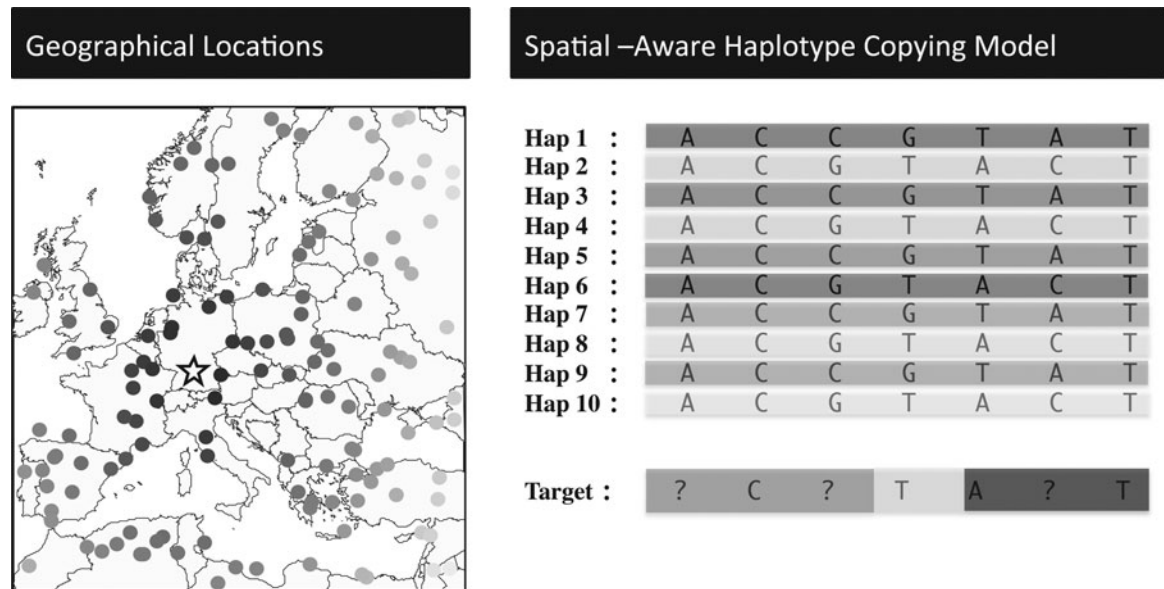 Geographical Locations
Spatial –Aware Haplotype Copying Model
Hap 1 : A C C G T A T
Hap 2 : A C G T A C T
Hap 3 : A C C G T A T
Hap 4 : A C G T A C T
Hap 5 : A C C G T A T
Hap 6 : A C G T A C T
Hap 7 : A C C G T A T
Hap 8 : A C G T A C T
Hap 9 : A C C G T A T
Hap 10 : A C G T A C T
Target : ? C ? T A ? T